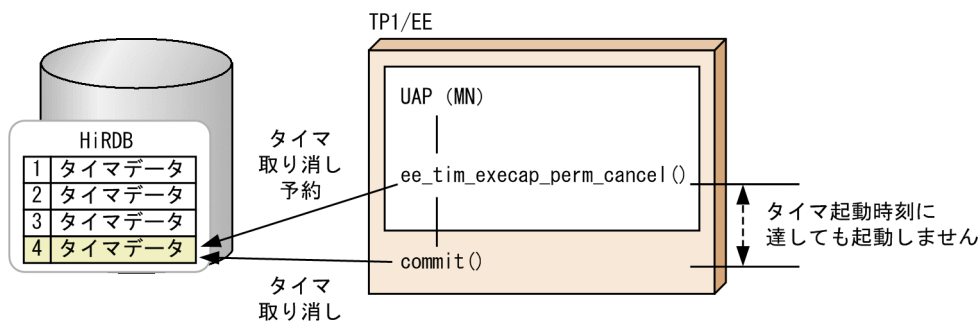 TP1/EE
HiRDB
1 タイマデータ
2 タイマデータ
3 タイマデータ
4 タイマデータ
タイマ
取り消し
予約
タイマ
取り消し
UAP (MN)
ee_tim_execap_perm_cancel()
commit()
タイマ起動時刻に
達しても起動しません